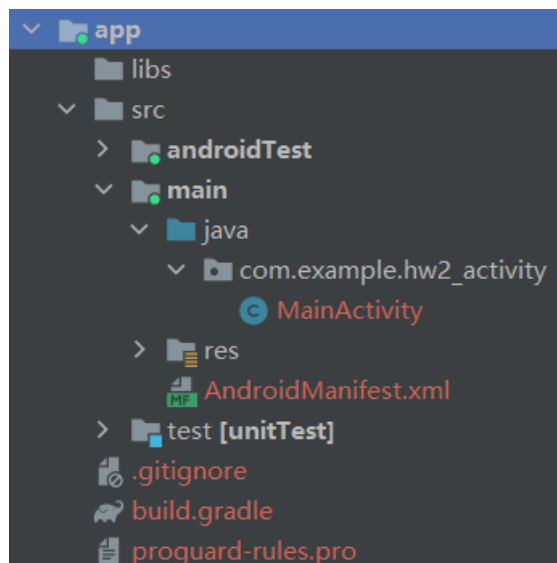 app
libs
src
androidTest
main
java
com.example.hw2_activity
C MainActivity
res
MF AndroidManifest.xml
test [unitTest]
.gitignore
build.gradle
proguard-rules.pro